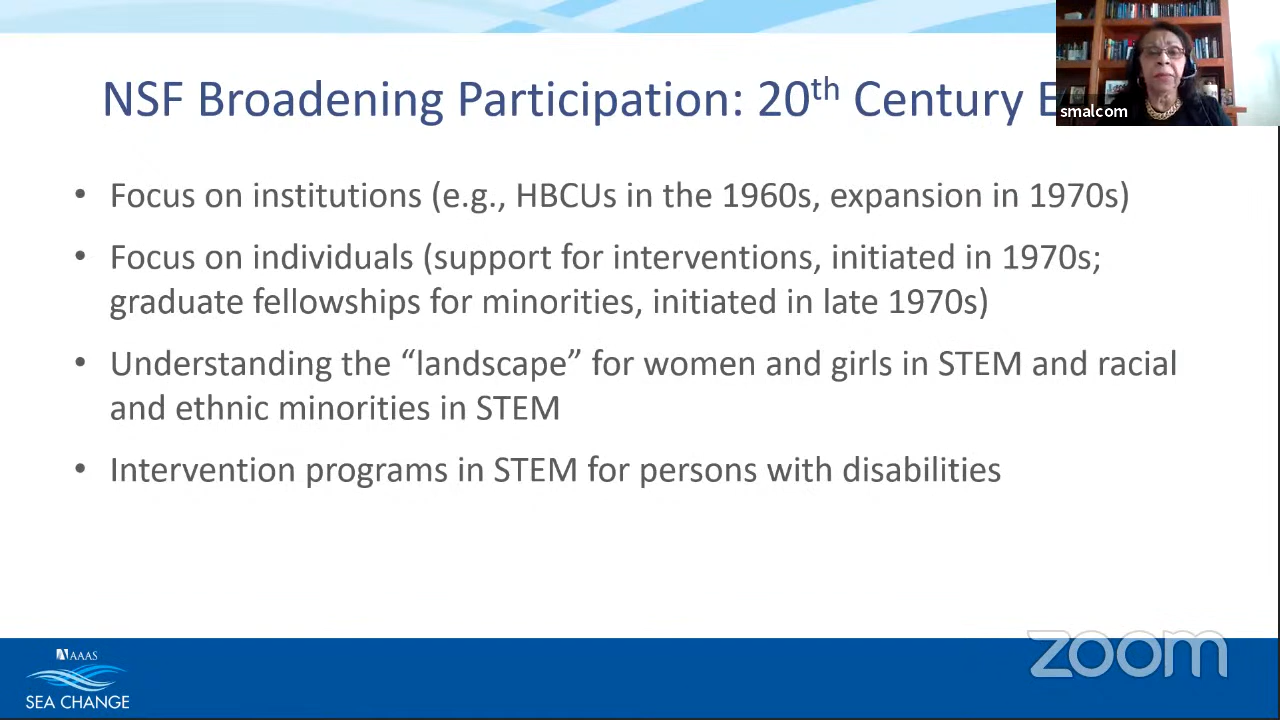 NSF Broadening Participation: 20th Century E
smalcom
• Focus on institutions (e.g., HBCUs in the 1960s, expansion in 1970s)
• Focus on individuals (support for interventions, initiated in 1970s;
graduate fellowships for minorities, initiated in late 1970s)
• Understanding the “landscape” for women and girls in STEM and racial
and ethnic minorities in STEM
• Intervention programs in STEM for persons with disabilities
AAAS
SEA CHANGE
zoom